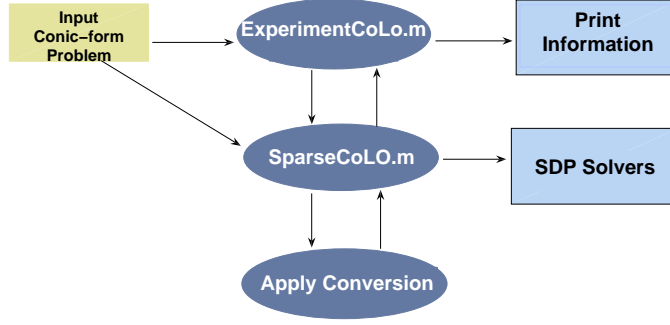 Input
Conic−form
Problem
ExperimentCoLo.m
Print
Information
SparseCoLO.m
SDP Solvers
Apply Conversion